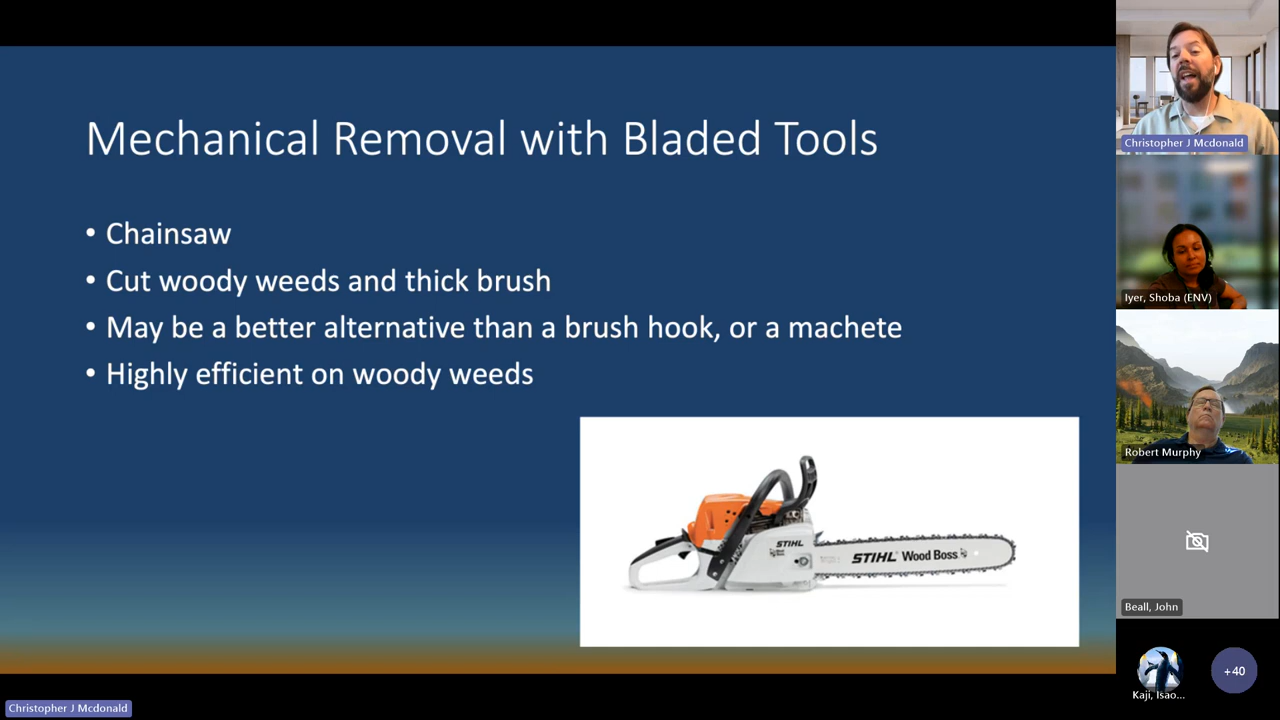 Mechanical Removal with Bladed Tools
• Chainsaw
• Cut woody weeds and thick brush
• May be a better alternative than a brush hook, or a machete
• Highly efficient on woody weeds
STIHL
STIHL Wood Boss
Christopher J Mcdonald
Iyer, Shoba (ENV)
Robert Murphy
Beall, John
Kaji, Isao...
+40
Christopher J Mcdonald